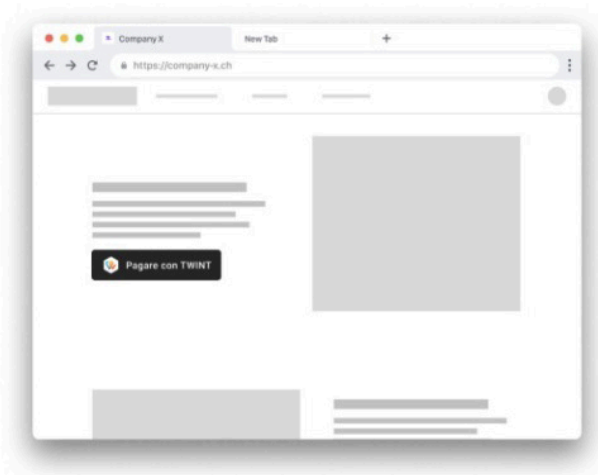 Company X
New Tab
+
https://company-x.ch
Pagare con TWINT